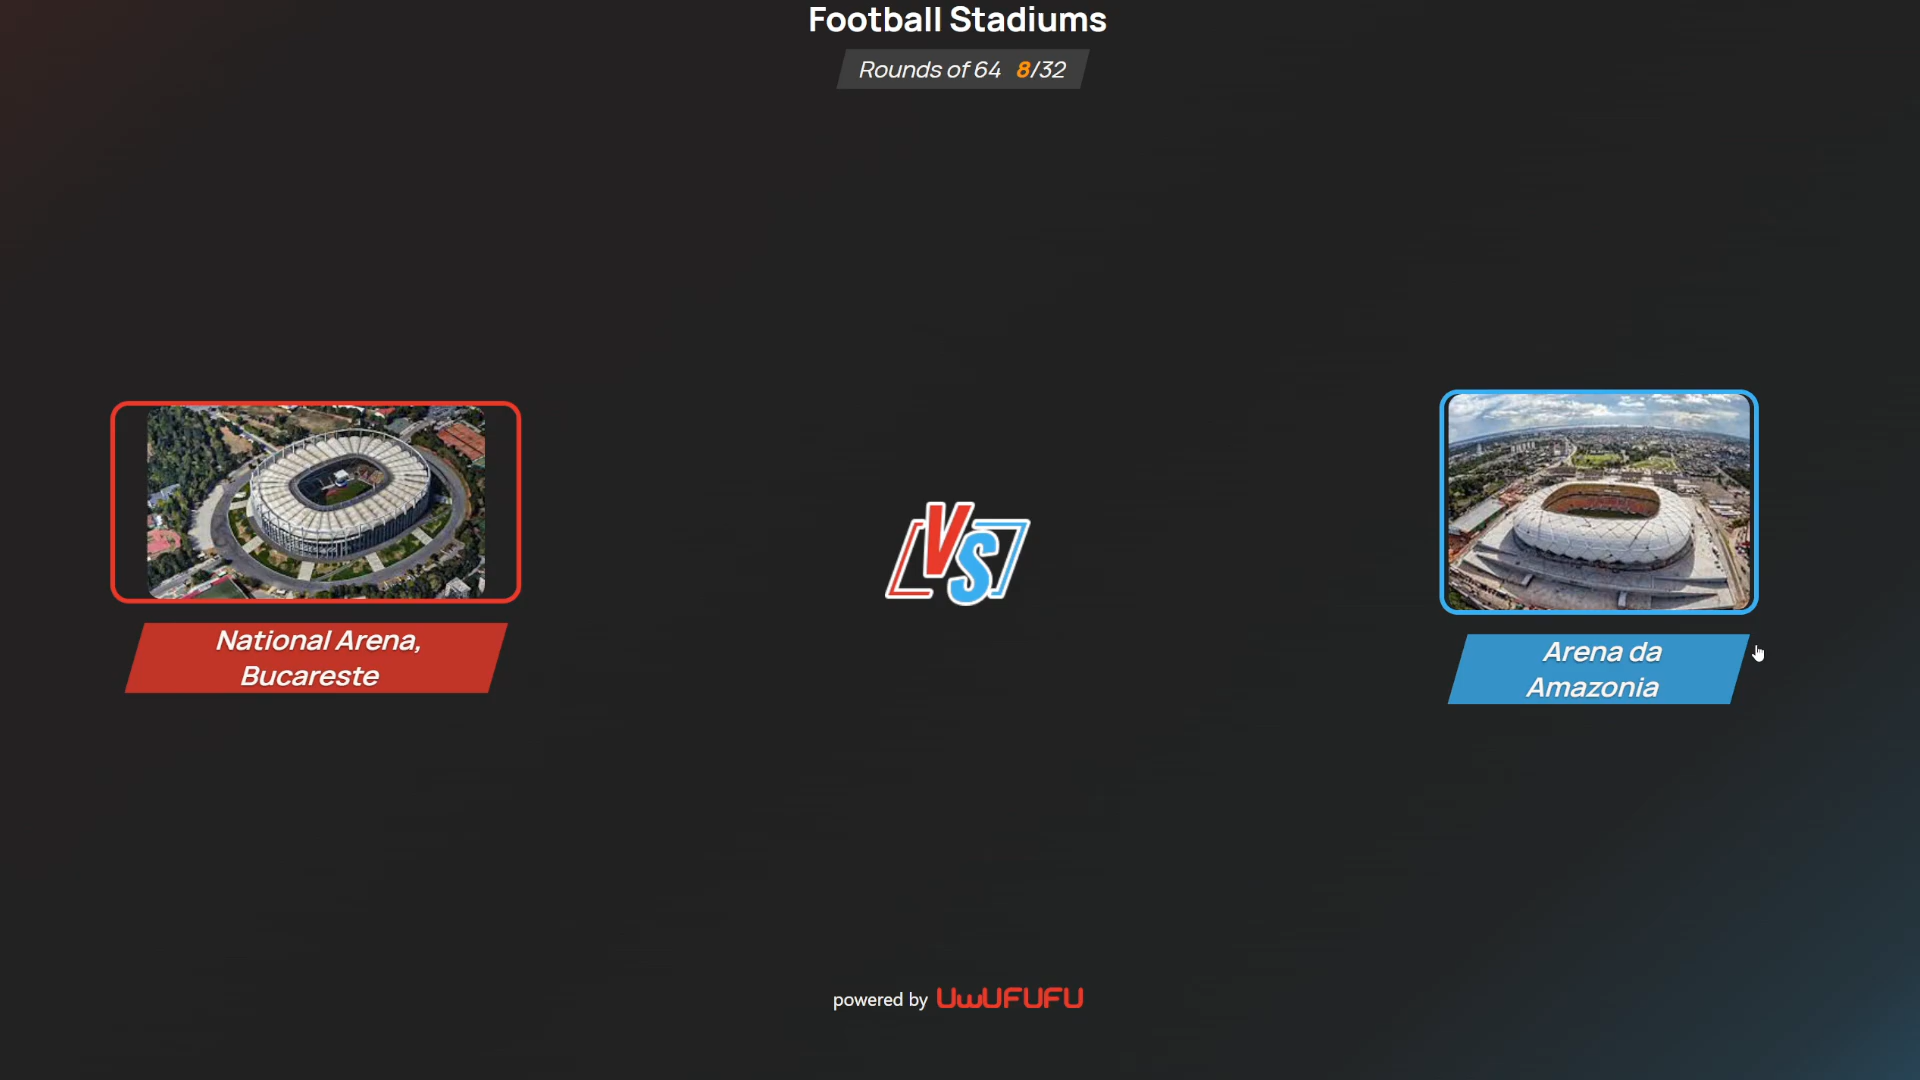 Football Stadiums
Rounds of 64 8/32
VS
National Arena,
Bucareste
Arena da
Amazonia
powered by UwUFUFU